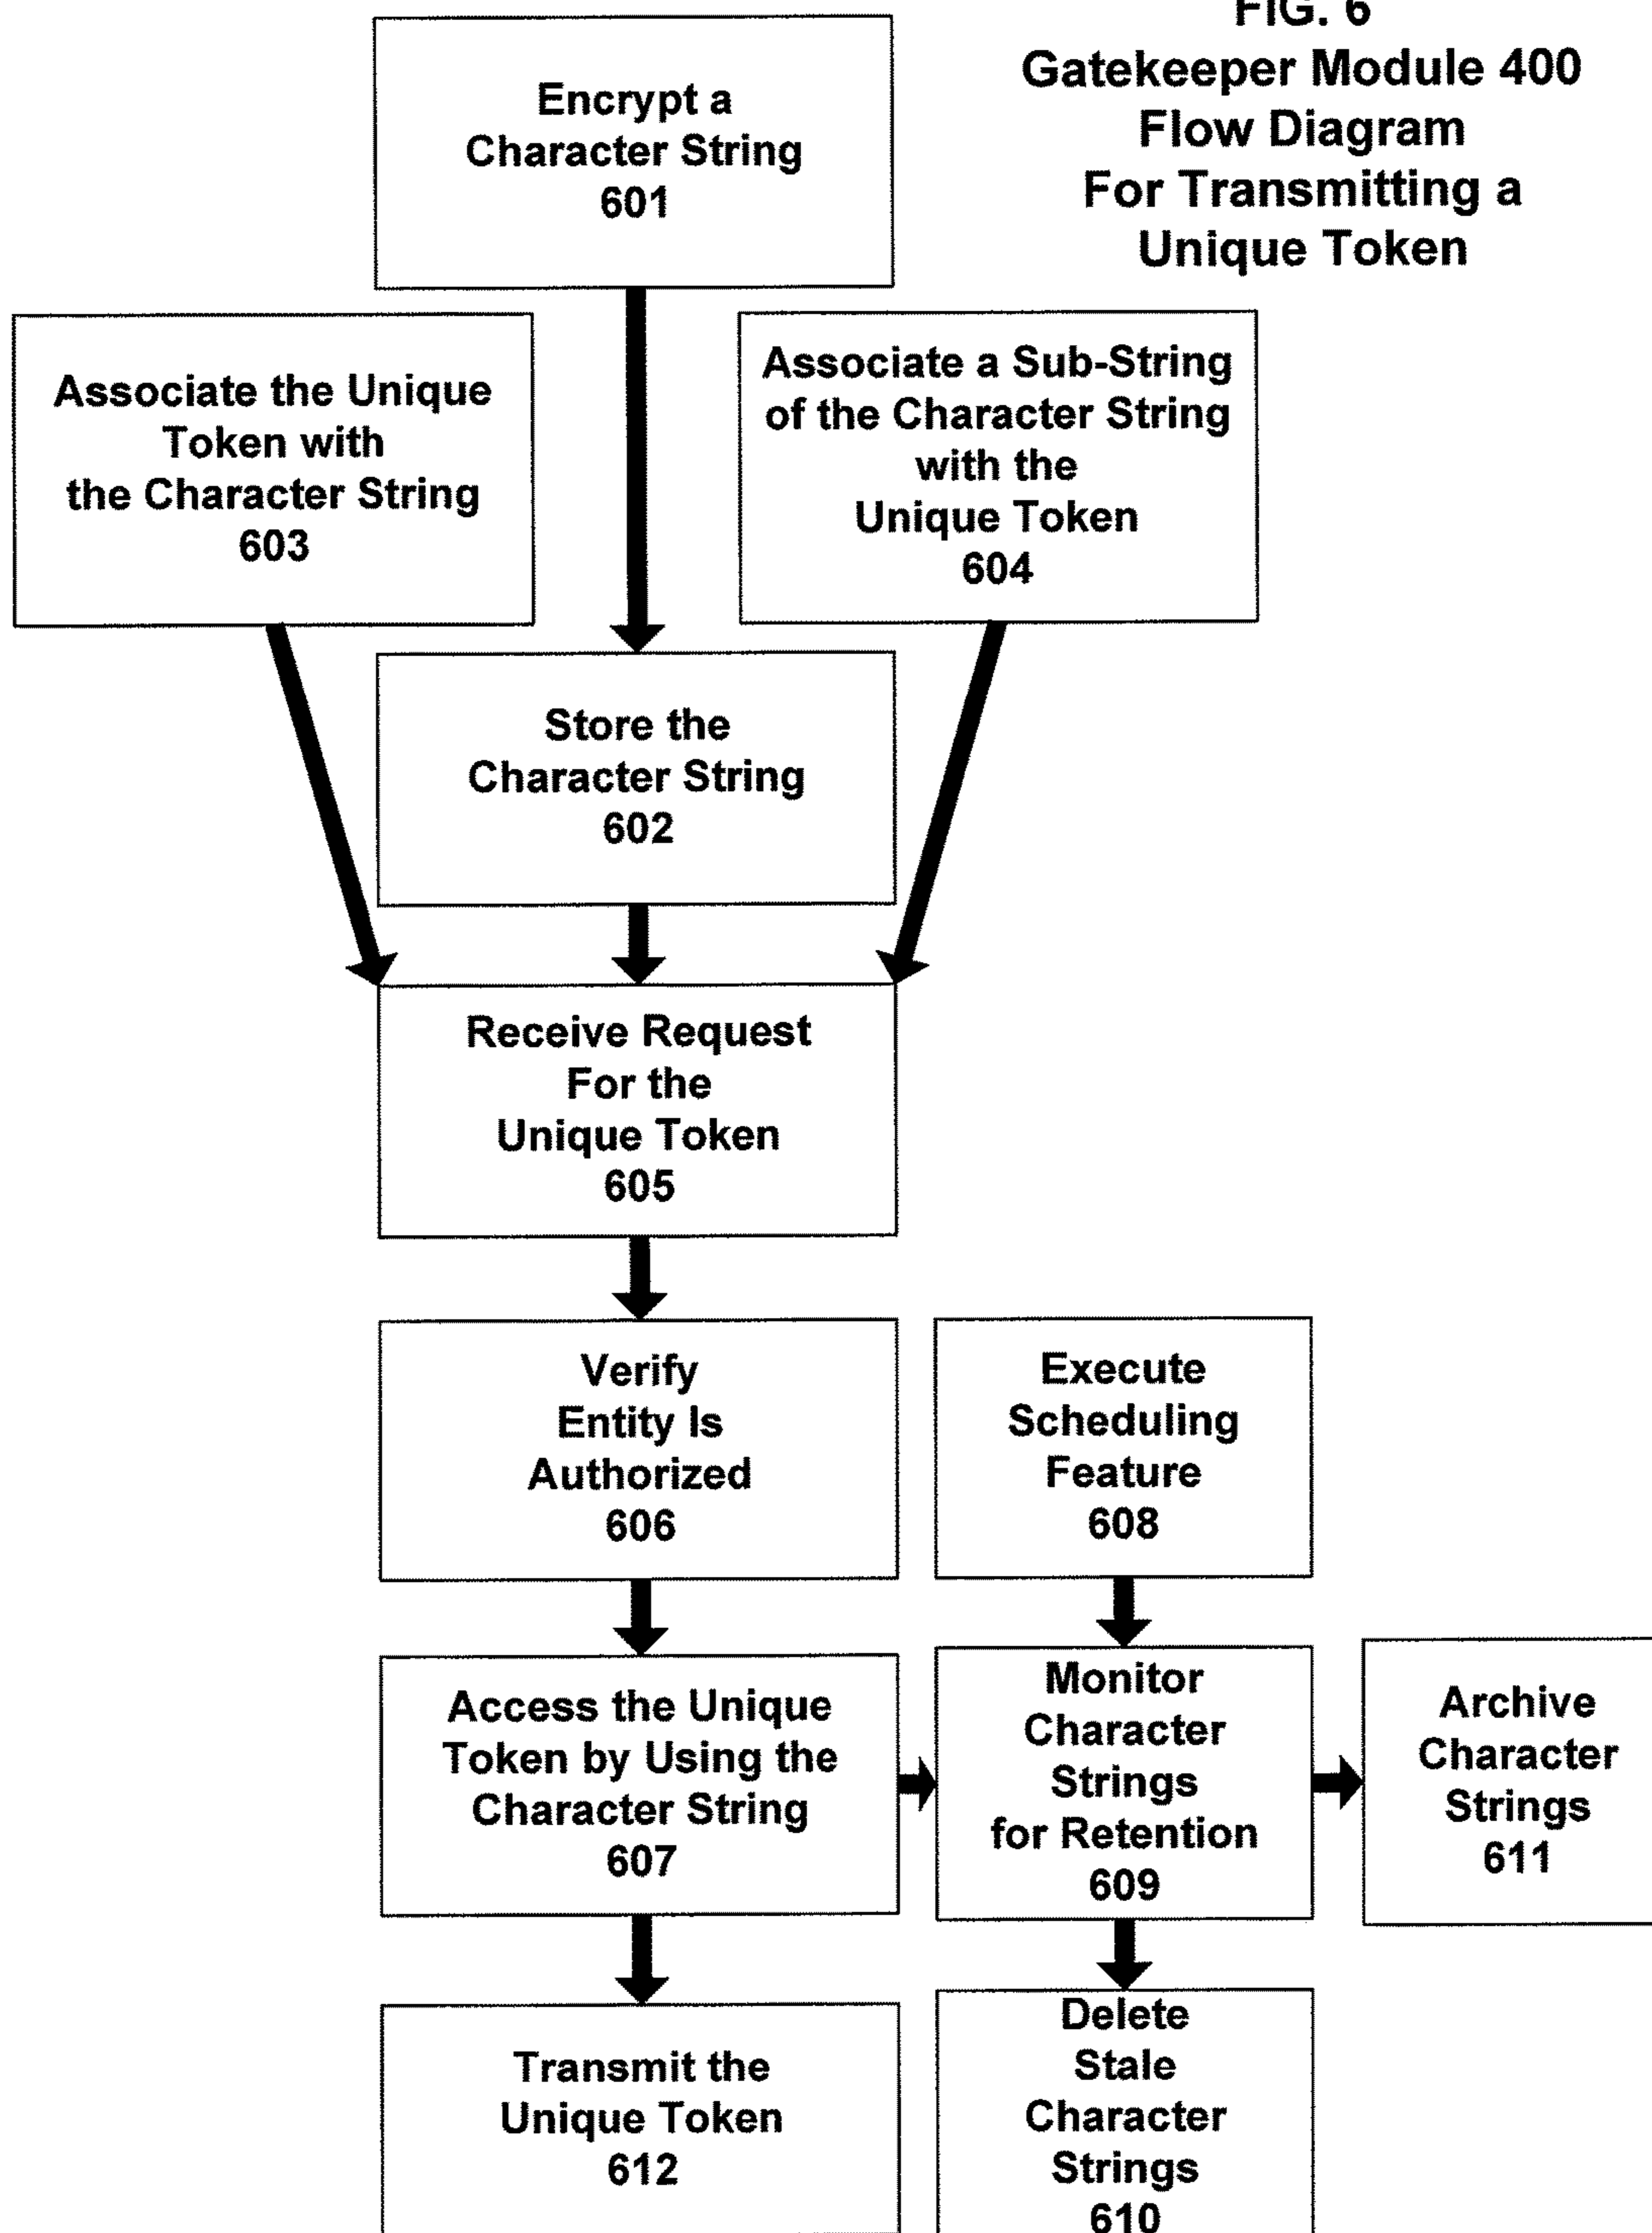 FIG. 6
Gatekeeper Module 400
Flow Diagram
For Transmitting a
Unique Token
Encrypt a
Character String
601
Associate the Unique
Token with
the Character String
603
Associate a Sub-String
of the Character String
with the
Unique Token
604
Store the
Character String
602
Receive Request
For the
Unique Token
605
Verify
Entity Is
Authorized
606
Execute
Scheduling
Feature
608
Access the Unique
Token by Using the
Character String
607
Monitor
Character
Strings
for Retention
609
Archive
Character
Strings
611
Transmit the
Unique Token
612
Delete
Stale
Character
Strings
610